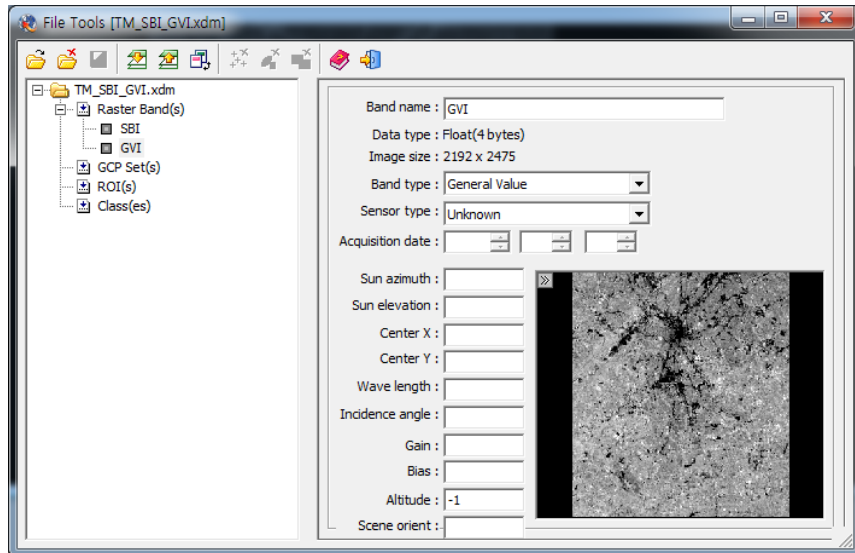 File Tools [TM_SBI_GVI.xdm]
TM_SBI_GVI.xdm
Raster Band(s)
SBI
GVI
GCP Set(s)
ROI(s)
Class(es)
Band name : GVI
Data type : Float(4 bytes)
Image size : 2192 x 2475
Band type : General Value
Sensor type : Unknown
Acquisition date :
Sun azimuth :
Sun elevation :
Center X :
Center Y :
Wave length :
Incidence angle :
Gain :
Bias :
Altitude : -1
Scene orient :